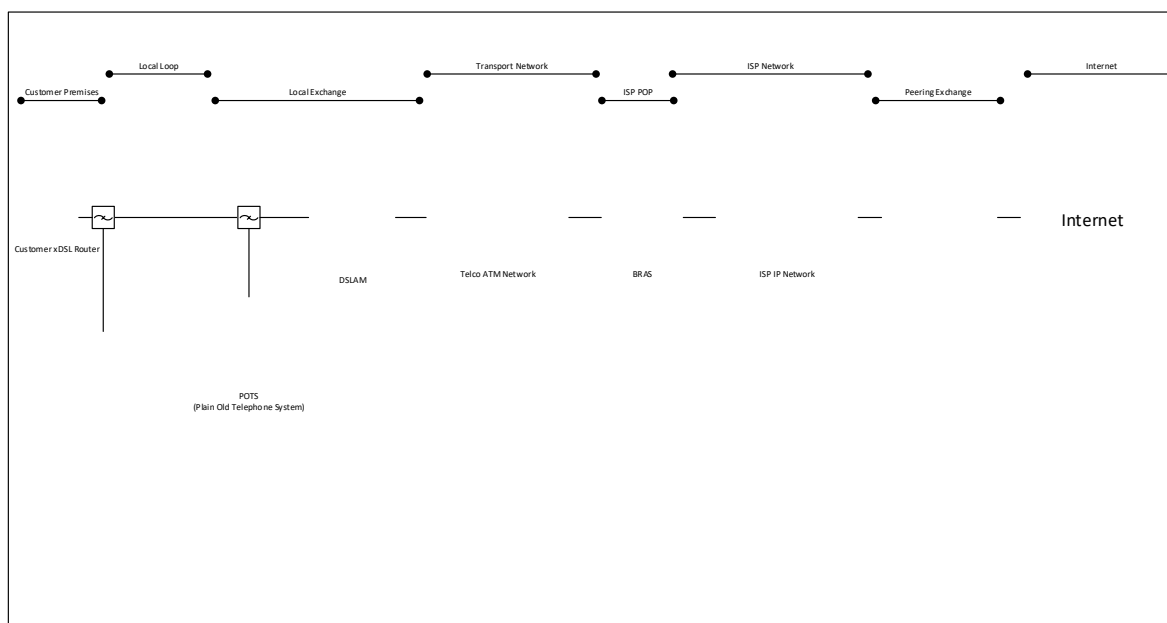 Local Loop
Transport Network
ISP Network
Internet
Customer Premises
Local Exchange
ISP POP
Peering Exchange
Internet
Customer xDSL Router
DSLAM
Telco ATM Network
BRAS
ISP IP Network
POTS
(Plain Old Telephone System)